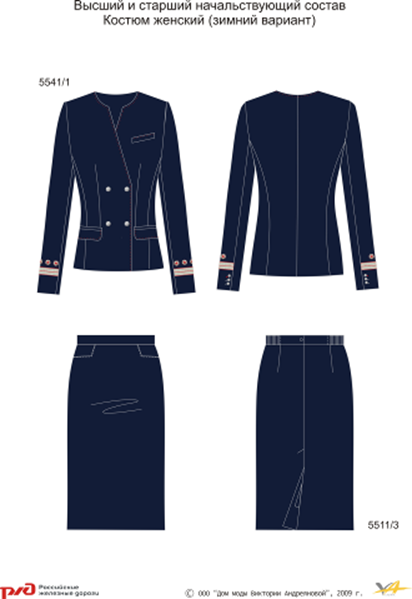 Высший и старший начальствующий состав
Костюм женский (зимний вариант)
5541/1
5511/3
РЖД Российские
железные дороги
© ООО "Дом моды Виктории Андреяновой", 2009 г.